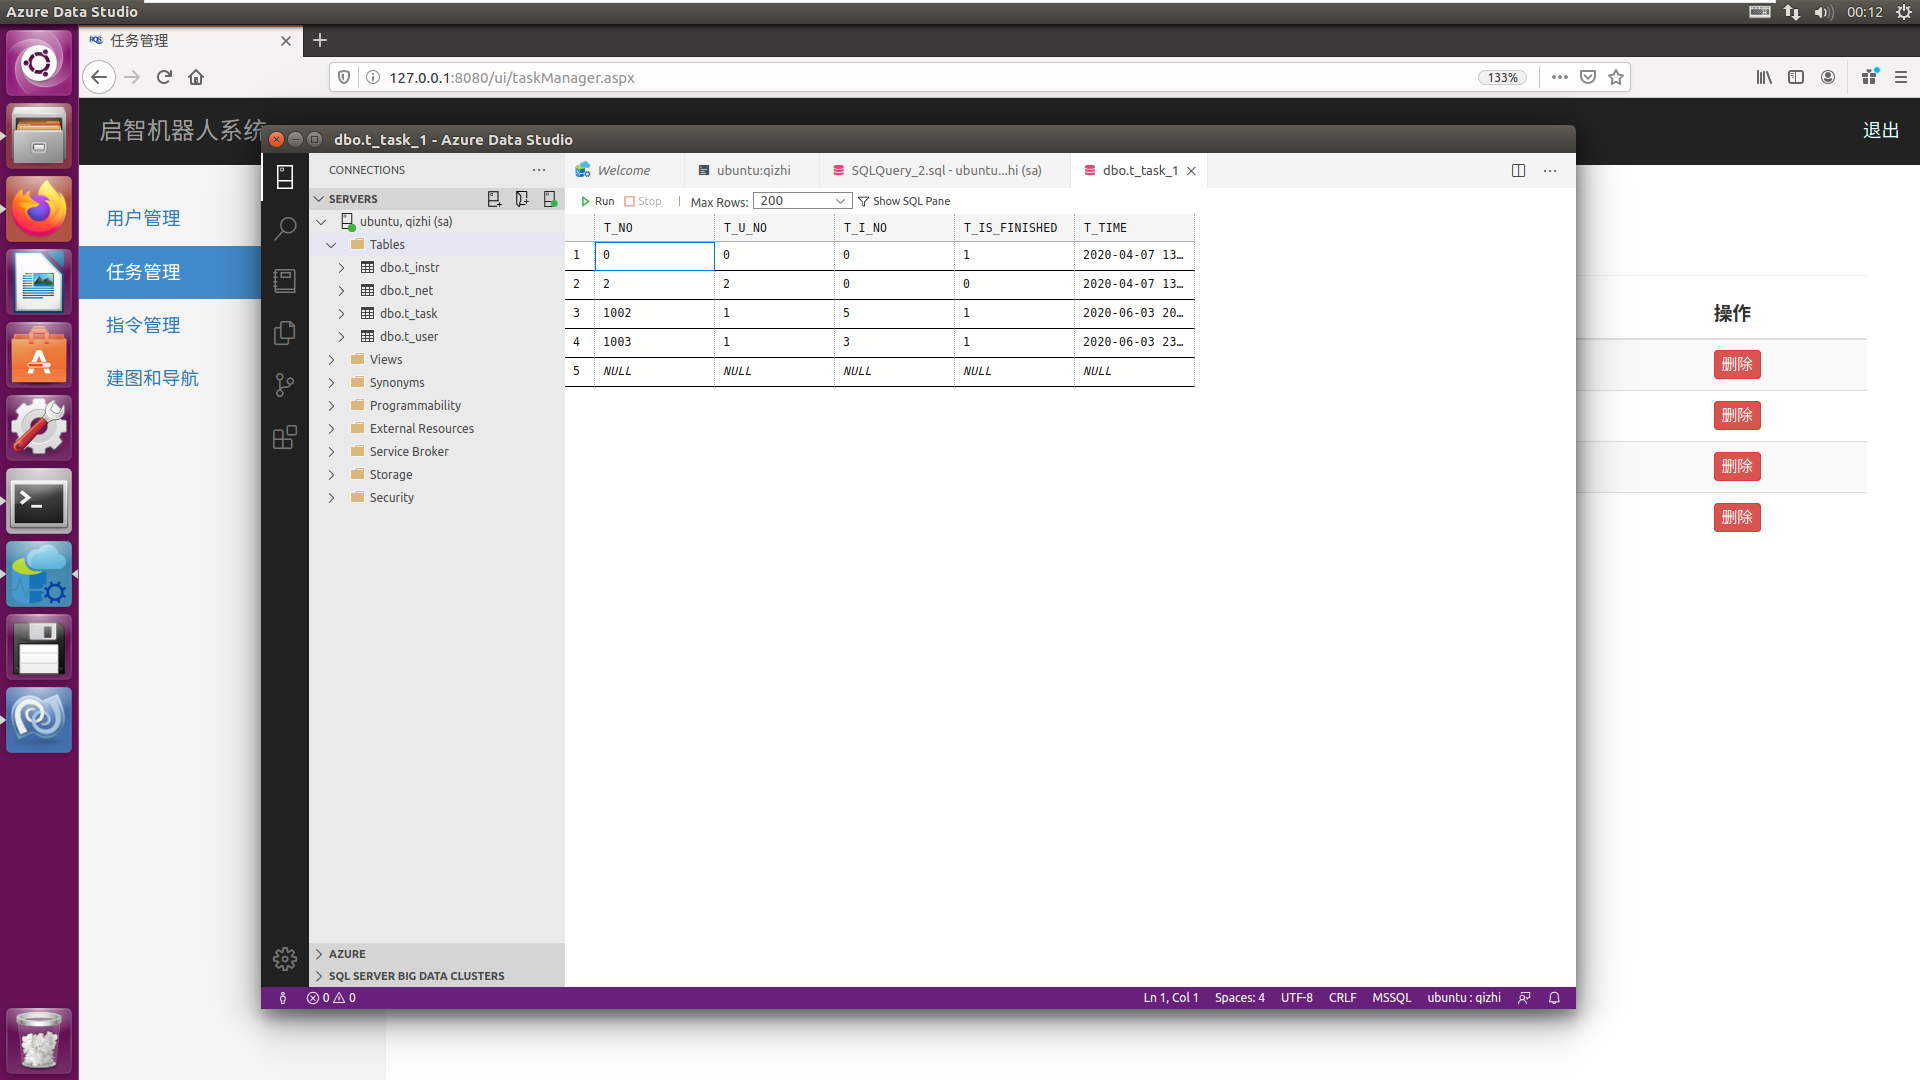 Azure Data Studio
00:12
任务管理
127.0.0.1:8080/ui/taskManager.aspx
133%
启智机器人系统
退出
用户管理
任务管理
指令管理
建图和导航
操作
删除
删除
删除
删除
dbo.t_task_1 - Azure Data Studio
CONNECTIONS
Welcome
ubuntu:qizhi
SQLQuery_2.sql - ubuntu...hi (sa)
dbo.t_task_1
SERVERS
ubuntu, qizhi (sa)
Tables
dbo.t_instr
dbo.t_net
dbo.t_task
dbo.t_user
Views
Synonyms
Programmability
External Resources
Service Broker
Storage
Security
AZURE
SQL SERVER BIG DATA CLUSTERS
Run Stop Max Rows: 200 Show SQL Pane
T_NO T_U_NO T_I_NO T_IS_FINISHED T_TIME
1 0 0 0 1 2020-04-07 13...
2 2 2 0 0 2020-04-07 13...
3 1002 1 5 1 2020-06-03 20...
4 1003 1 3 1 2020-06-03 23...
5 NULL NULL NULL NULL NULL
0 0 Ln 1, Col 1 Spaces: 4 UTF-8 CRLF MSSQL ubuntu : qizhi